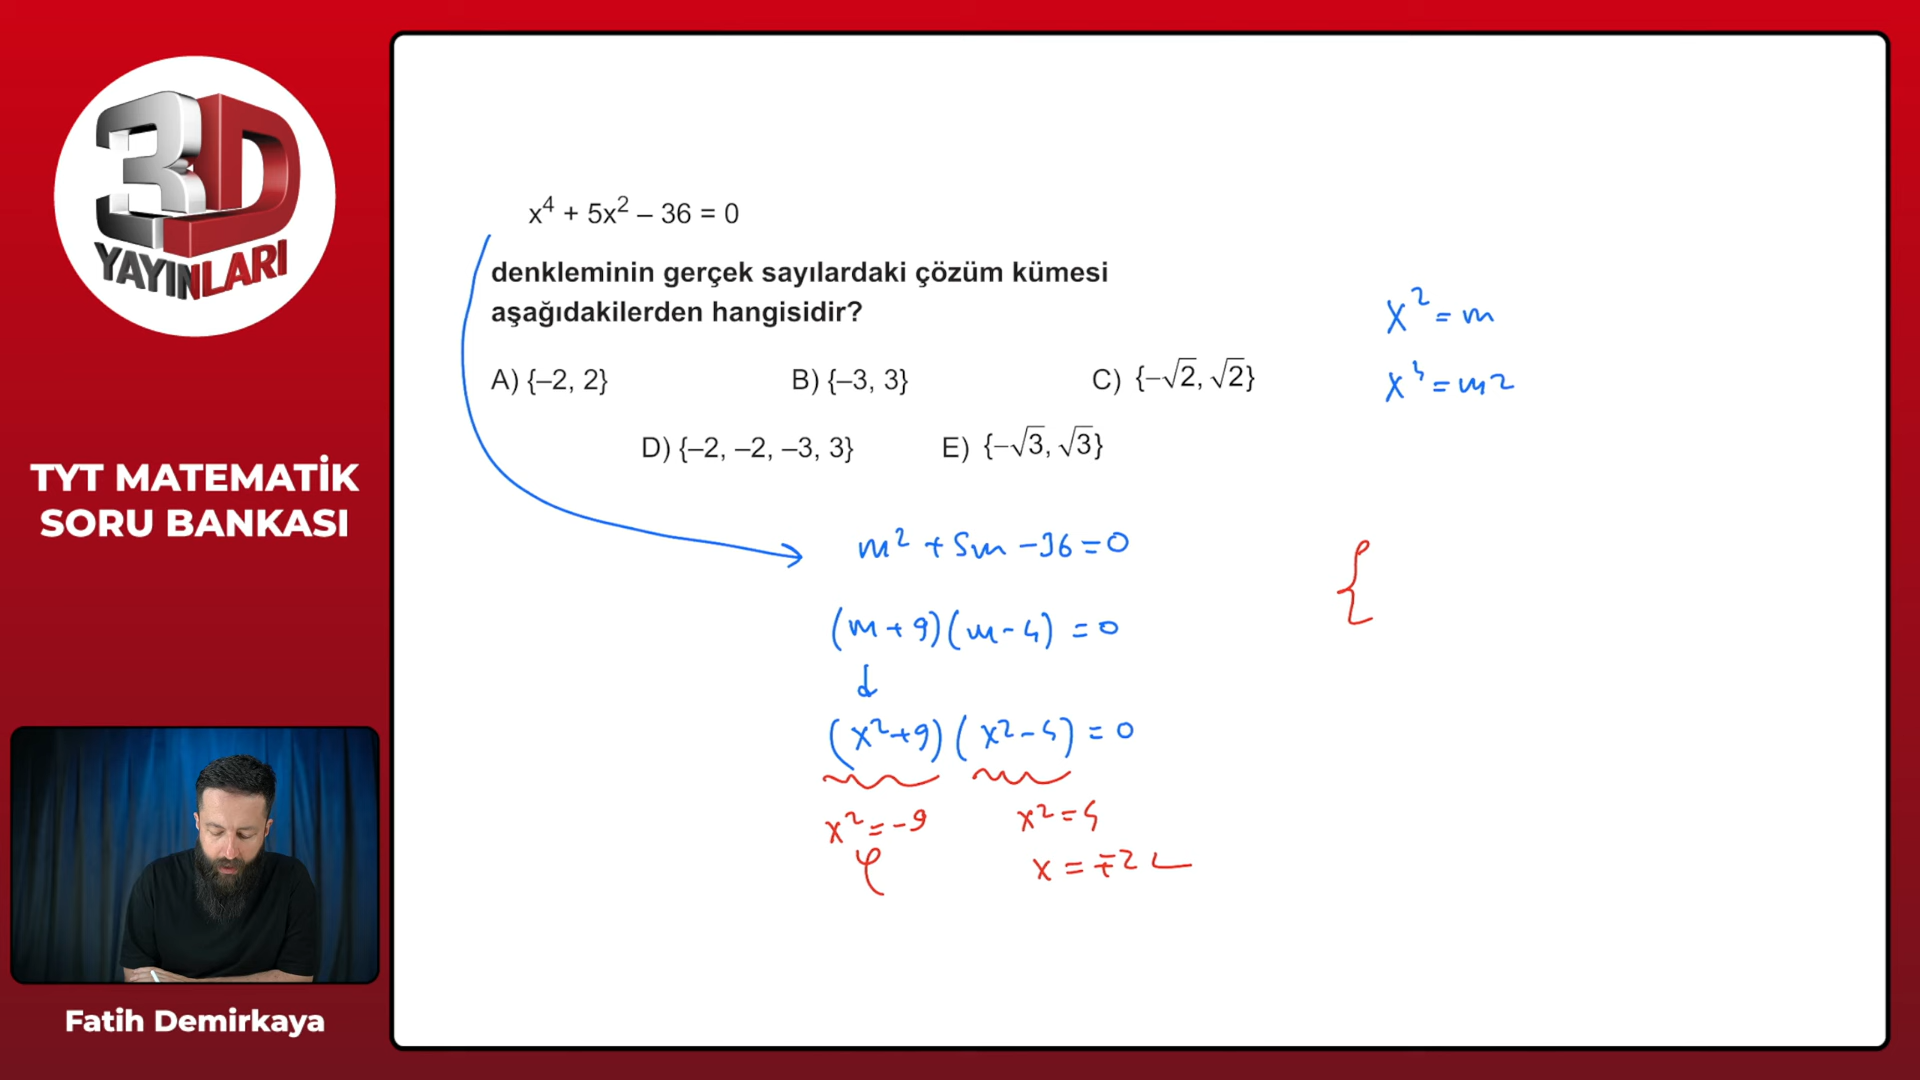 3D
YAYINLARI
TYT MATEMATİK
SORU BANKASI
Fatih Demirkaya
x⁴ + 5x² – 36 = 0
denkleminin gerçek sayılardaki çözüm kümesi
aşağıdakilerden hangisidir?
A) {–2, 2} B) {–3, 3} C) {–√2, √2}
D) {–2, –2, –3, 3} E) {–√3, √3}
x² = m
x⁴ = m²
m² + 5m - 36 = 0
(m + 9)(m - 4) = 0
(x² + 9)(x² - 4) = 0
x² = -9 x² = 4
φ x = ∓2
{